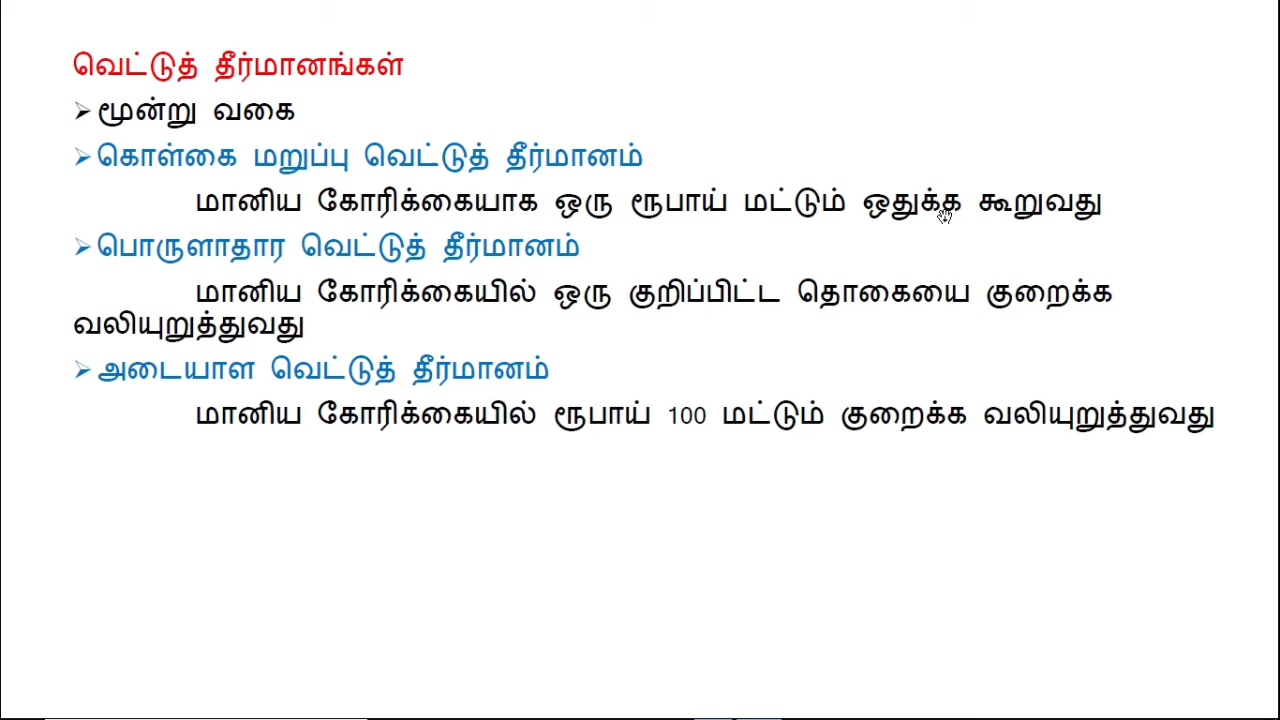 வெட்டுத் தீர்மானங்கள்
➢மூன்று வகை
➢கொள்கை மறுப்பு வெட்டுத் தீர்மானம்
மானிய கோரிக்கையாக ஒரு ரூபாய் மட்டும் ஒதுக்க கூறுவது
➢பொருளாதார வெட்டுத் தீர்மானம்
மானிய கோரிக்கையில் ஒரு குறிப்பிட்ட தொகையை குறைக்க
வலியுறுத்துவது
➢அடையாள வெட்டுத் தீர்மானம்
மானிய கோரிக்கையில் ரூபாய் 100 மட்டும் குறைக்க வலியுறுத்துவது